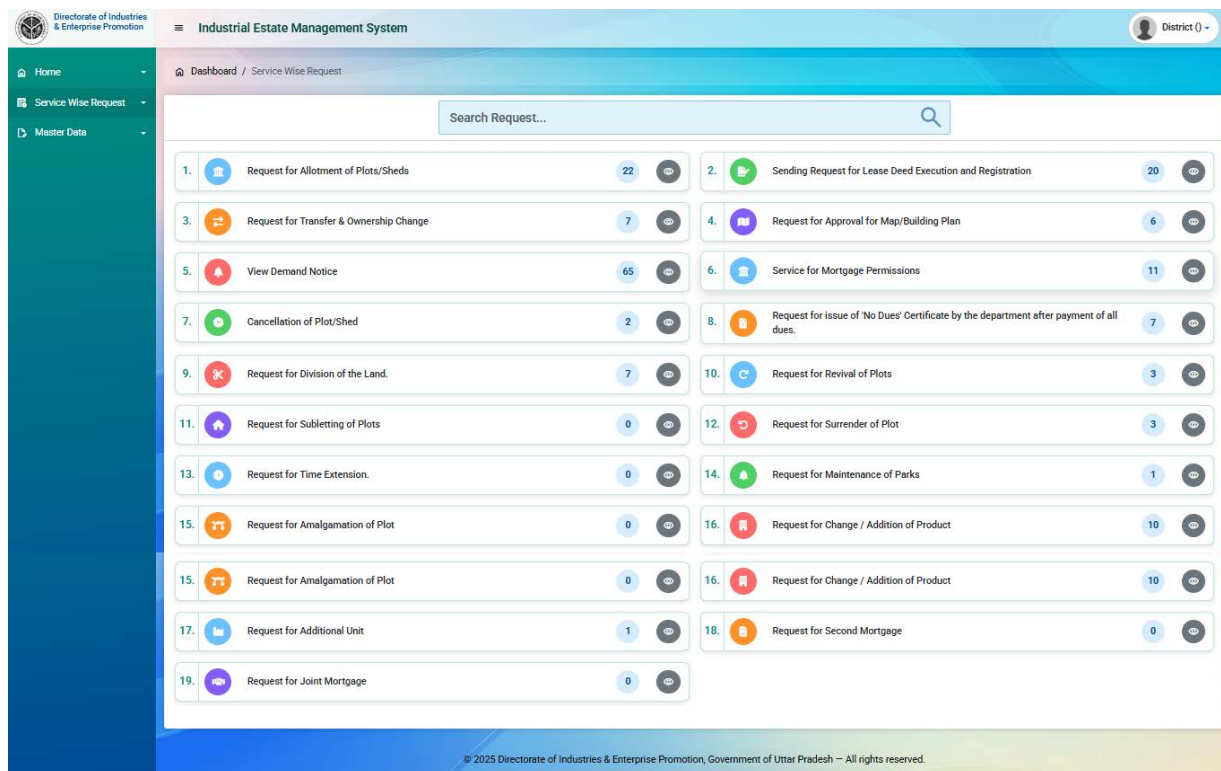 Directorate of Industries
& Enterprise Promotion
Industrial Estate Management System
District ()
Home
Service Wise Request
Master Data
Dashboard / Service Wise Request
Search Request...
1. Request for Allotment of Plots/Sheds 22
2. Sending Request for Lease Deed Execution and Registration 20
3. Request for Transfer & Ownership Change 7
4. Request for Approval for Map/Building Plan 6
5. View Demand Notice 65
6. Service for Mortgage Permissions 11
7. Cancellation of Plot/Shed 2
8. Request for issue of 'No Dues' Certificate by the department after payment of all
dues. 7
9. Request for Division of the Land. 7
10. Request for Revival of Plots 3
11. Request for Subletting of Plots 0
12. Request for Surrender of Plot 3
13. Request for Time Extension. 0
14. Request for Maintenance of Parks 1
15. Request for Amalgamation of Plot 0
16. Request for Change / Addition of Product 10
15. Request for Amalgamation of Plot 0
16. Request for Change / Addition of Product 10
17. Request for Additional Unit 1
18. Request for Second Mortgage 0
19. Request for Joint Mortgage 0
© 2025 Directorate of Industries & Enterprise Promotion, Government of Uttar Pradesh — All rights reserved.